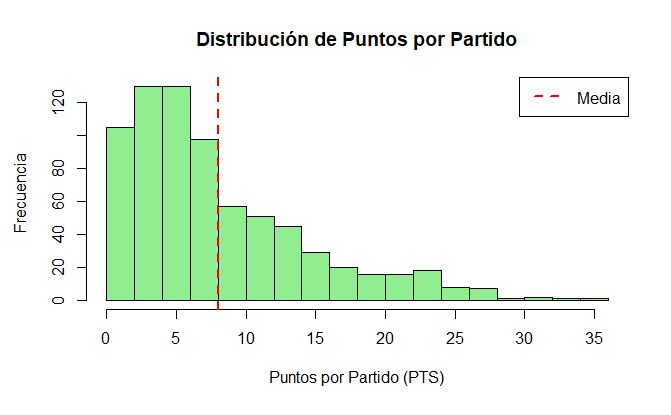 Distribución de Puntos por Partido
Media
Frecuencia
120
80
60
40
20
0
0 5 10 15 20 25 30 35
Puntos por Partido (PTS)